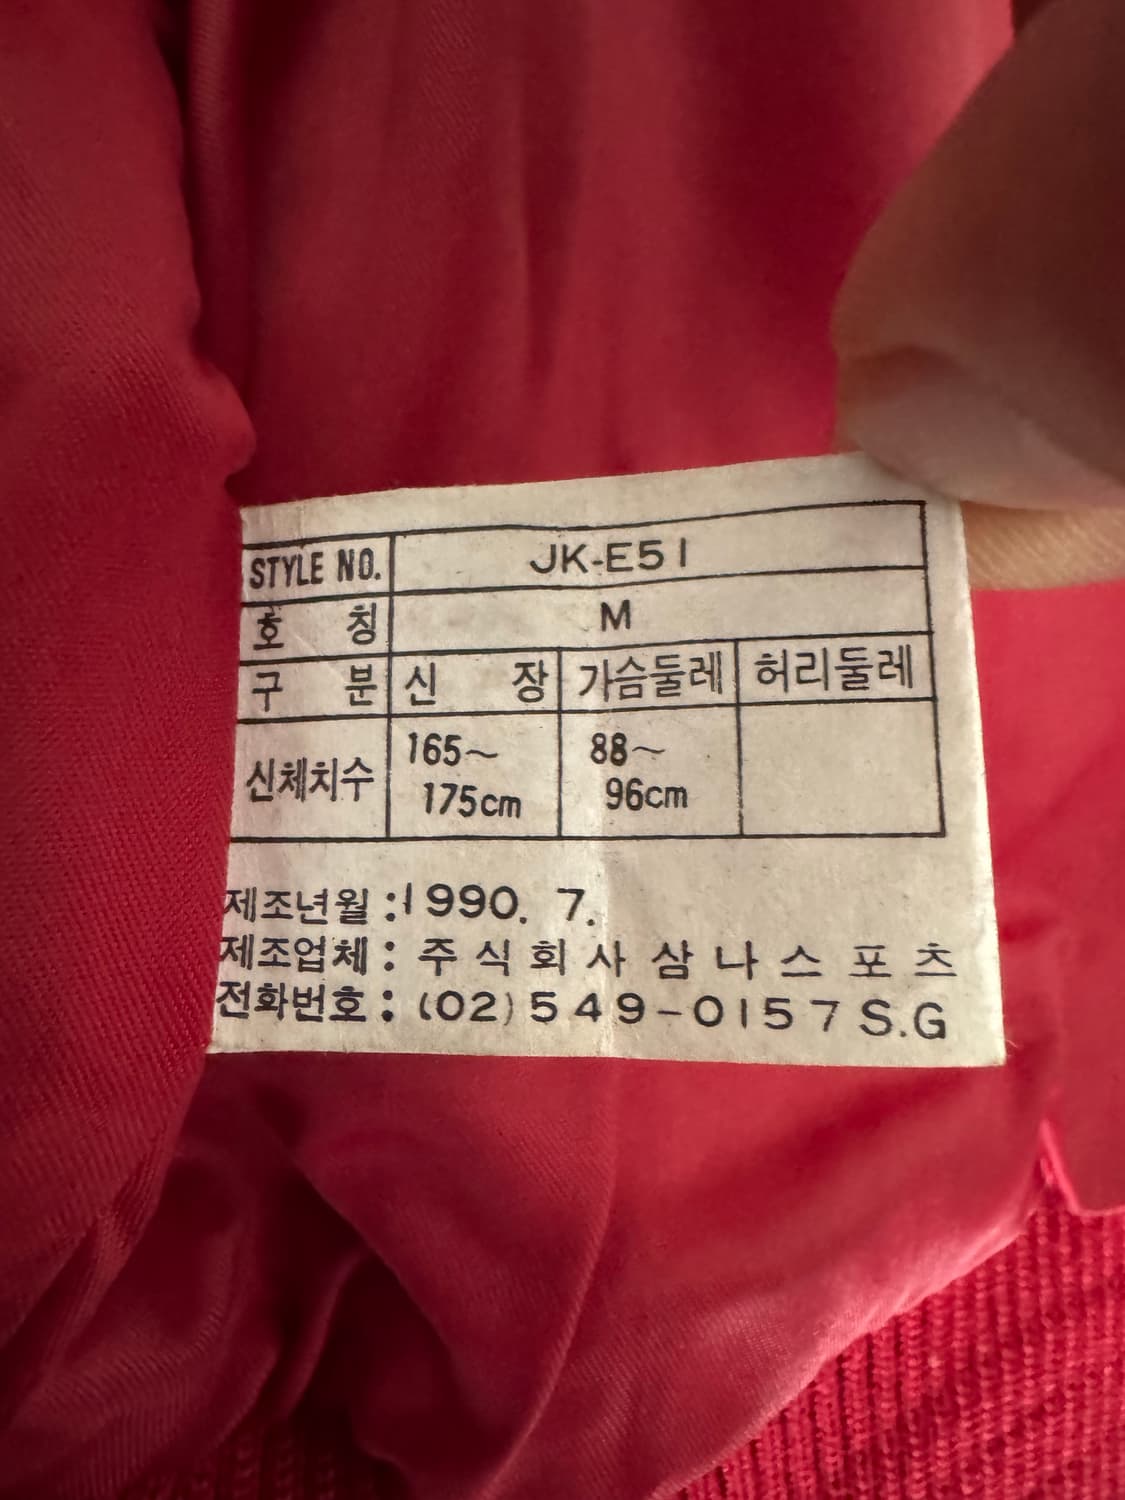 STYLE NO. JK-E51
호 칭 M
구 분 신 장 가슴둘레 허리둘레
신체치수 165~175cm 88~96cm
제조년월 : 1990. 7.
제조업체 : 주식회사 삼나스포츠
전화번호 : (02) 549-0157 S.G